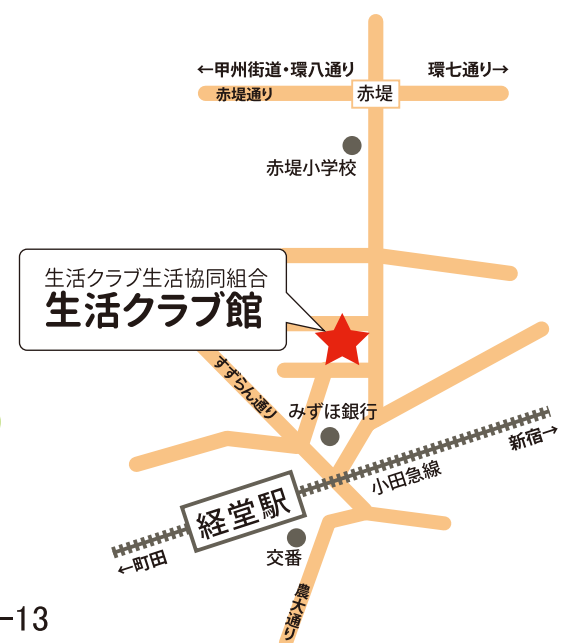 ←甲州街道・環八通り
環七通り→
赤堤通り
赤堤
赤堤小学校
生活クラブ生活協同組合
生活クラブ館
すずらん通り
みずほ銀行
新宿→
小田急線
経堂駅
←町田
交番
農大通り
-13